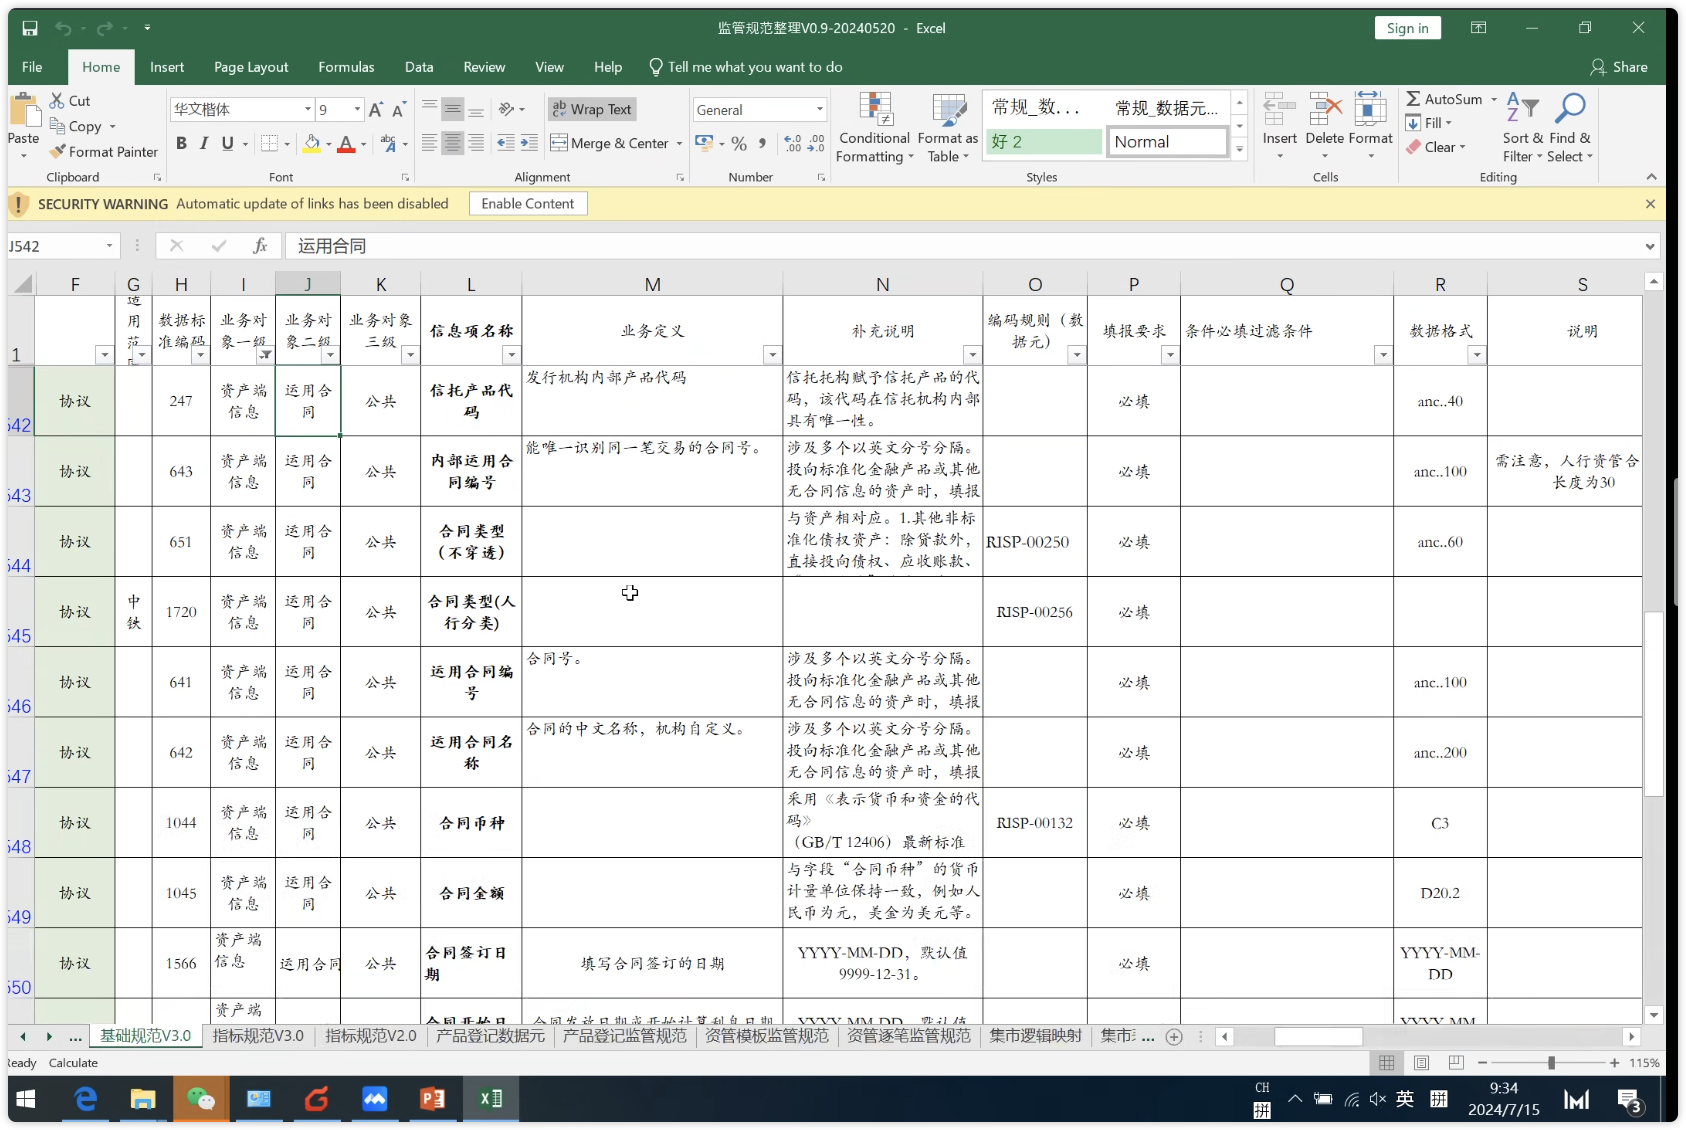 监管规范整理V0.9-20240520 - Excel
Sign in
File Home Insert Page Layout Formulas Data Review View Help Tell me what you want to do
Share
Paste
Cut
Copy
Format Painter
Clipboard
华文楷体 9
B I U
Font
Wrap Text
Merge & Center
Alignment
General
Number
Conditional Formatting
Format as Table
常规_数...
常规_数据元...
好 2
Normal
Styles
Insert Delete Format
Cells
AutoSum
Fill
Clear
Sort & Filter
Find & Select
Editing
SECURITY WARNING Automatic update of links has been disabled Enable Content
J542 fx 运用合同
F G H I J K L M N O P Q R S
1
适用范
数据标准编码
业务对象一级
业务对象二级
业务对象三级
信息项名称
业务定义
补充说明
编码规则（数据元）
填报要求
条件必填过滤条件
数据格式
说明
542 协议 247 资产端信息 运用合同 公共 信托产品代码 发行机构内部产品代码
信托托构赋予信托产品的代
码，该代码在信托机构内部
具有唯一性。
必填 anc..40
543 协议 643 资产端信息 运用合同 公共 内部运用合同编号 能唯一识别同一笔交易的合同号。
涉及多个以英文分号分隔。
投向标准化金融产品或其他
无合同信息的资产时，填报
必填 anc..100
需注意，人行资管合
长度为30
544 协议 651 资产端信息 运用合同 公共 合同类型（不穿透）
与资产相对应。1.其他非标
准化债权资产：除贷款外，
直接投向债权、应收账款、
RISP-00250 必填 anc..60
545 协议 中铁 1720 资产端信息 运用合同 公共 合同类型(人行分类) RISP-00256 必填
546 协议 641 资产端信息 运用合同 公共 运用合同编号 合同号。
涉及多个以英文分号分隔。
投向标准化金融产品或其他
无合同信息的资产时，填报
必填 anc..100
547 协议 642 资产端信息 运用合同 公共 运用合同名称 合同的中文名称，机构自定义。
涉及多个以英文分号分隔。
投向标准化金融产品或其他
无合同信息的资产时，填报
必填 anc..200
548 协议 1044 资产端信息 运用合同 公共 合同币种
采用《表示货币和资金的代
码》
（GB/T 12406）最新标准
RISP-00132 必填 C3
549 协议 1045 资产端信息 运用合同 公共 合同金额
与字段“合同币种”的货币
计量单位保持一致，例如人
民币为元，美金为美元等。
必填 D20.2
550 协议 1566 资产端信息 运用合同 公共 合同签订日期 填写合同签订的日期
YYYY-MM-DD，默认值
9999-12-31。
必填 YYYY-MM-DD
资产端
... 基础规范V3.0 指标规范V3.0 指标规范V2.0 产品登记数据元 产品登记监管规范 资管模板监管规范 资管逐笔监管规范 集市逻辑映射 集市 ...
Ready Calculate
115%
CH
拼
英
拼
9:34
2024/7/15
3